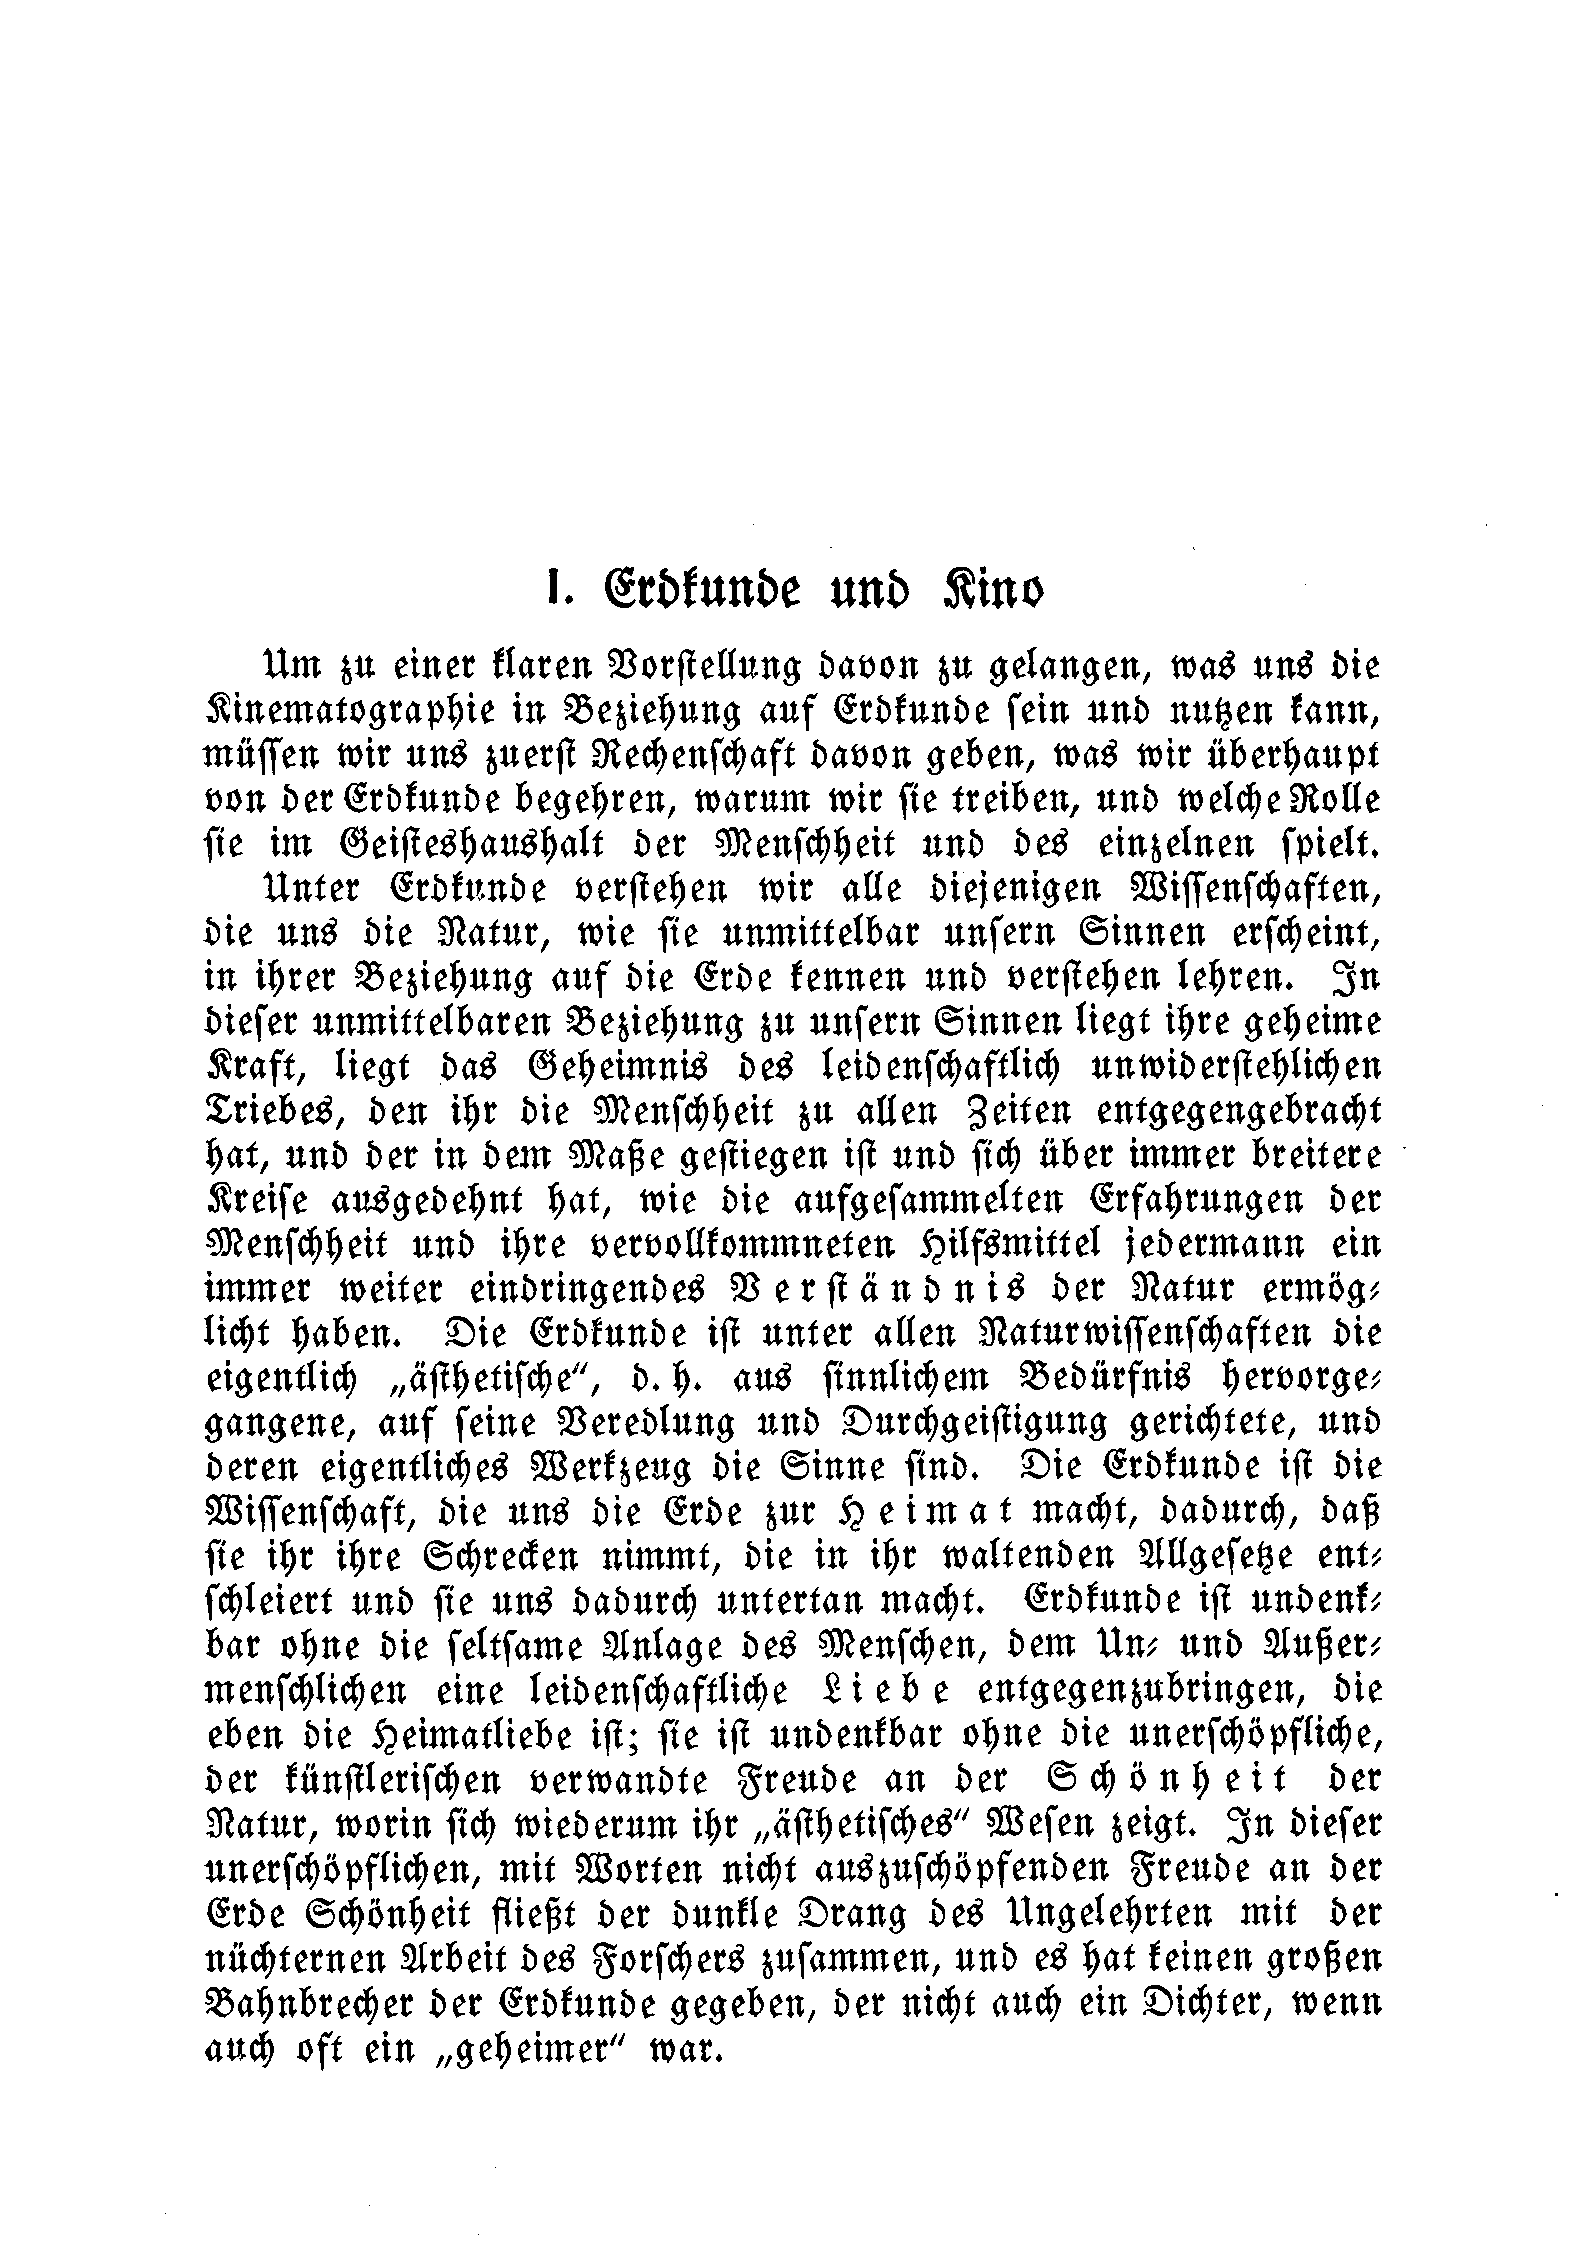 I. Erdkunde und Kino
Um zu einer klaren Vorstellung davon zu gelangen, was uns die
Kinematographie in Beziehung auf Erdkunde sein und nutzen kann,
müssen wir uns zuerst Rechenschaft davon geben, was wir überhaupt
von der Erdkunde begehren, warum wir sie treiben, und welche Rolle
sie im Geisteshaushalt der Menschheit und des einzelnen spielt.
Unter Erdkunde verstehen wir alle diejenigen Wissenschaften,
die uns die Natur, wie sie unmittelbar unsern Sinnen erscheint,
in ihrer Beziehung auf die Erde kennen und verstehen lehren. In
dieser unmittelbaren Beziehung zu unsern Sinnen liegt ihre geheime
Kraft, liegt das Geheimnis des leidenschaftlich unwiderstehlichen
Triebes, den ihr die Menschheit zu allen Zeiten entgegengebracht
hat, und der in dem Maße gestiegen ist und sich über immer breitere
Kreise ausgedehnt hat, wie die aufgesammelten Erfahrungen der
Menschheit und ihre vervollkommneten Hilfsmittel jedermann ein
immer weiter eindringendes Verständnis der Natur ermög-
licht haben. Die Erdkunde ist unter allen Naturwissenschaften die
eigentlich „ästhetische“, d. h. aus sinnlichem Bedürfnis hervorge-
gangene, auf seine Veredlung und Durchgeistigung gerichtete, und
deren eigentliches Werkzeug die Sinne sind. Die Erdkunde ist die
Wissenschaft, die uns die Erde zur Heimat macht, dadurch, daß
sie ihr ihre Schrecken nimmt, die in ihr waltenden Allgesetze ent-
schleiert und sie uns dadurch untertan macht. Erdkunde ist undenk-
bar ohne die seltsame Anlage des Menschen, dem Un- und Außer-
menschlichen eine leidenschaftliche Liebe entgegenzubringen, die
eben die Heimatliebe ist; sie ist undenkbar ohne die unerschöpfliche,
der künstlerischen verwandte Freude an der Schönheit der
Natur, worin sich wiederum ihr „ästhetisches“ Wesen zeigt. In dieser
unerschöpflichen, mit Worten nicht auszuschöpfenden Freude an der
Erde Schönheit fließt der dunkle Drang des Ungelehrten mit der
nüchternen Arbeit des Forschers zusammen, und es hat keinen großen
Bahnbrecher der Erdkunde gegeben, der nicht auch ein Dichter, wenn
auch oft ein „geheimer“ war.